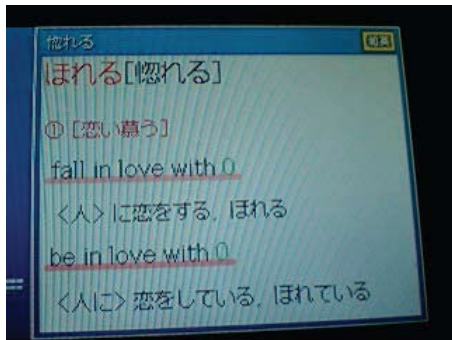 惚れる 和英
ほれる[惚れる]
① [恋い慕う]
fall in love with O
〈人〉に恋をする, ほれる
be in love with O
〈人に〉恋をしている, ほれている